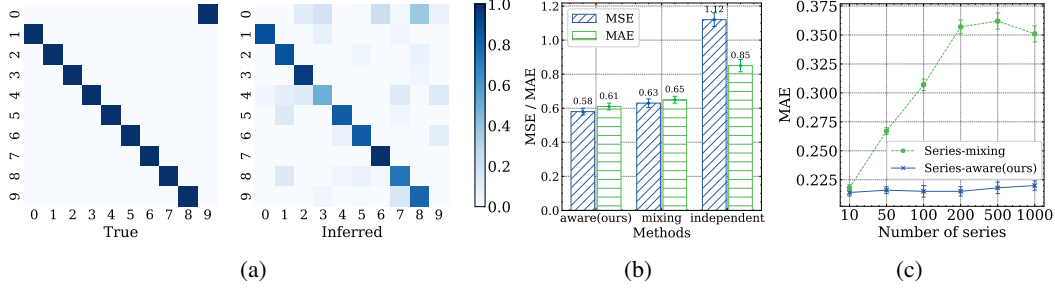 0
1
2
3
4
5
6
7
8
9
0 1 2 3 4 5 6 7 8 9
True
0
1
2
3
4
5
6
7
8
9
0 1 2 3 4 5 6 7 8 9
Inferred
1.0
0.8
0.6
0.4
0.2
0.0
(a)
MSE / MAE
1.2
1.0
0.8
0.6
0.4
0.2
0.0
MSE
MAE
0.58
0.61
0.63
0.65
1.12
0.85
aware(ours) mixing independent
Methods
(b)
MAE
0.375
0.350
0.325
0.300
0.275
0.250
0.225
Series-mixing
Series-aware(ours)
10 50 100 200 500 1000
Number of series
(c)